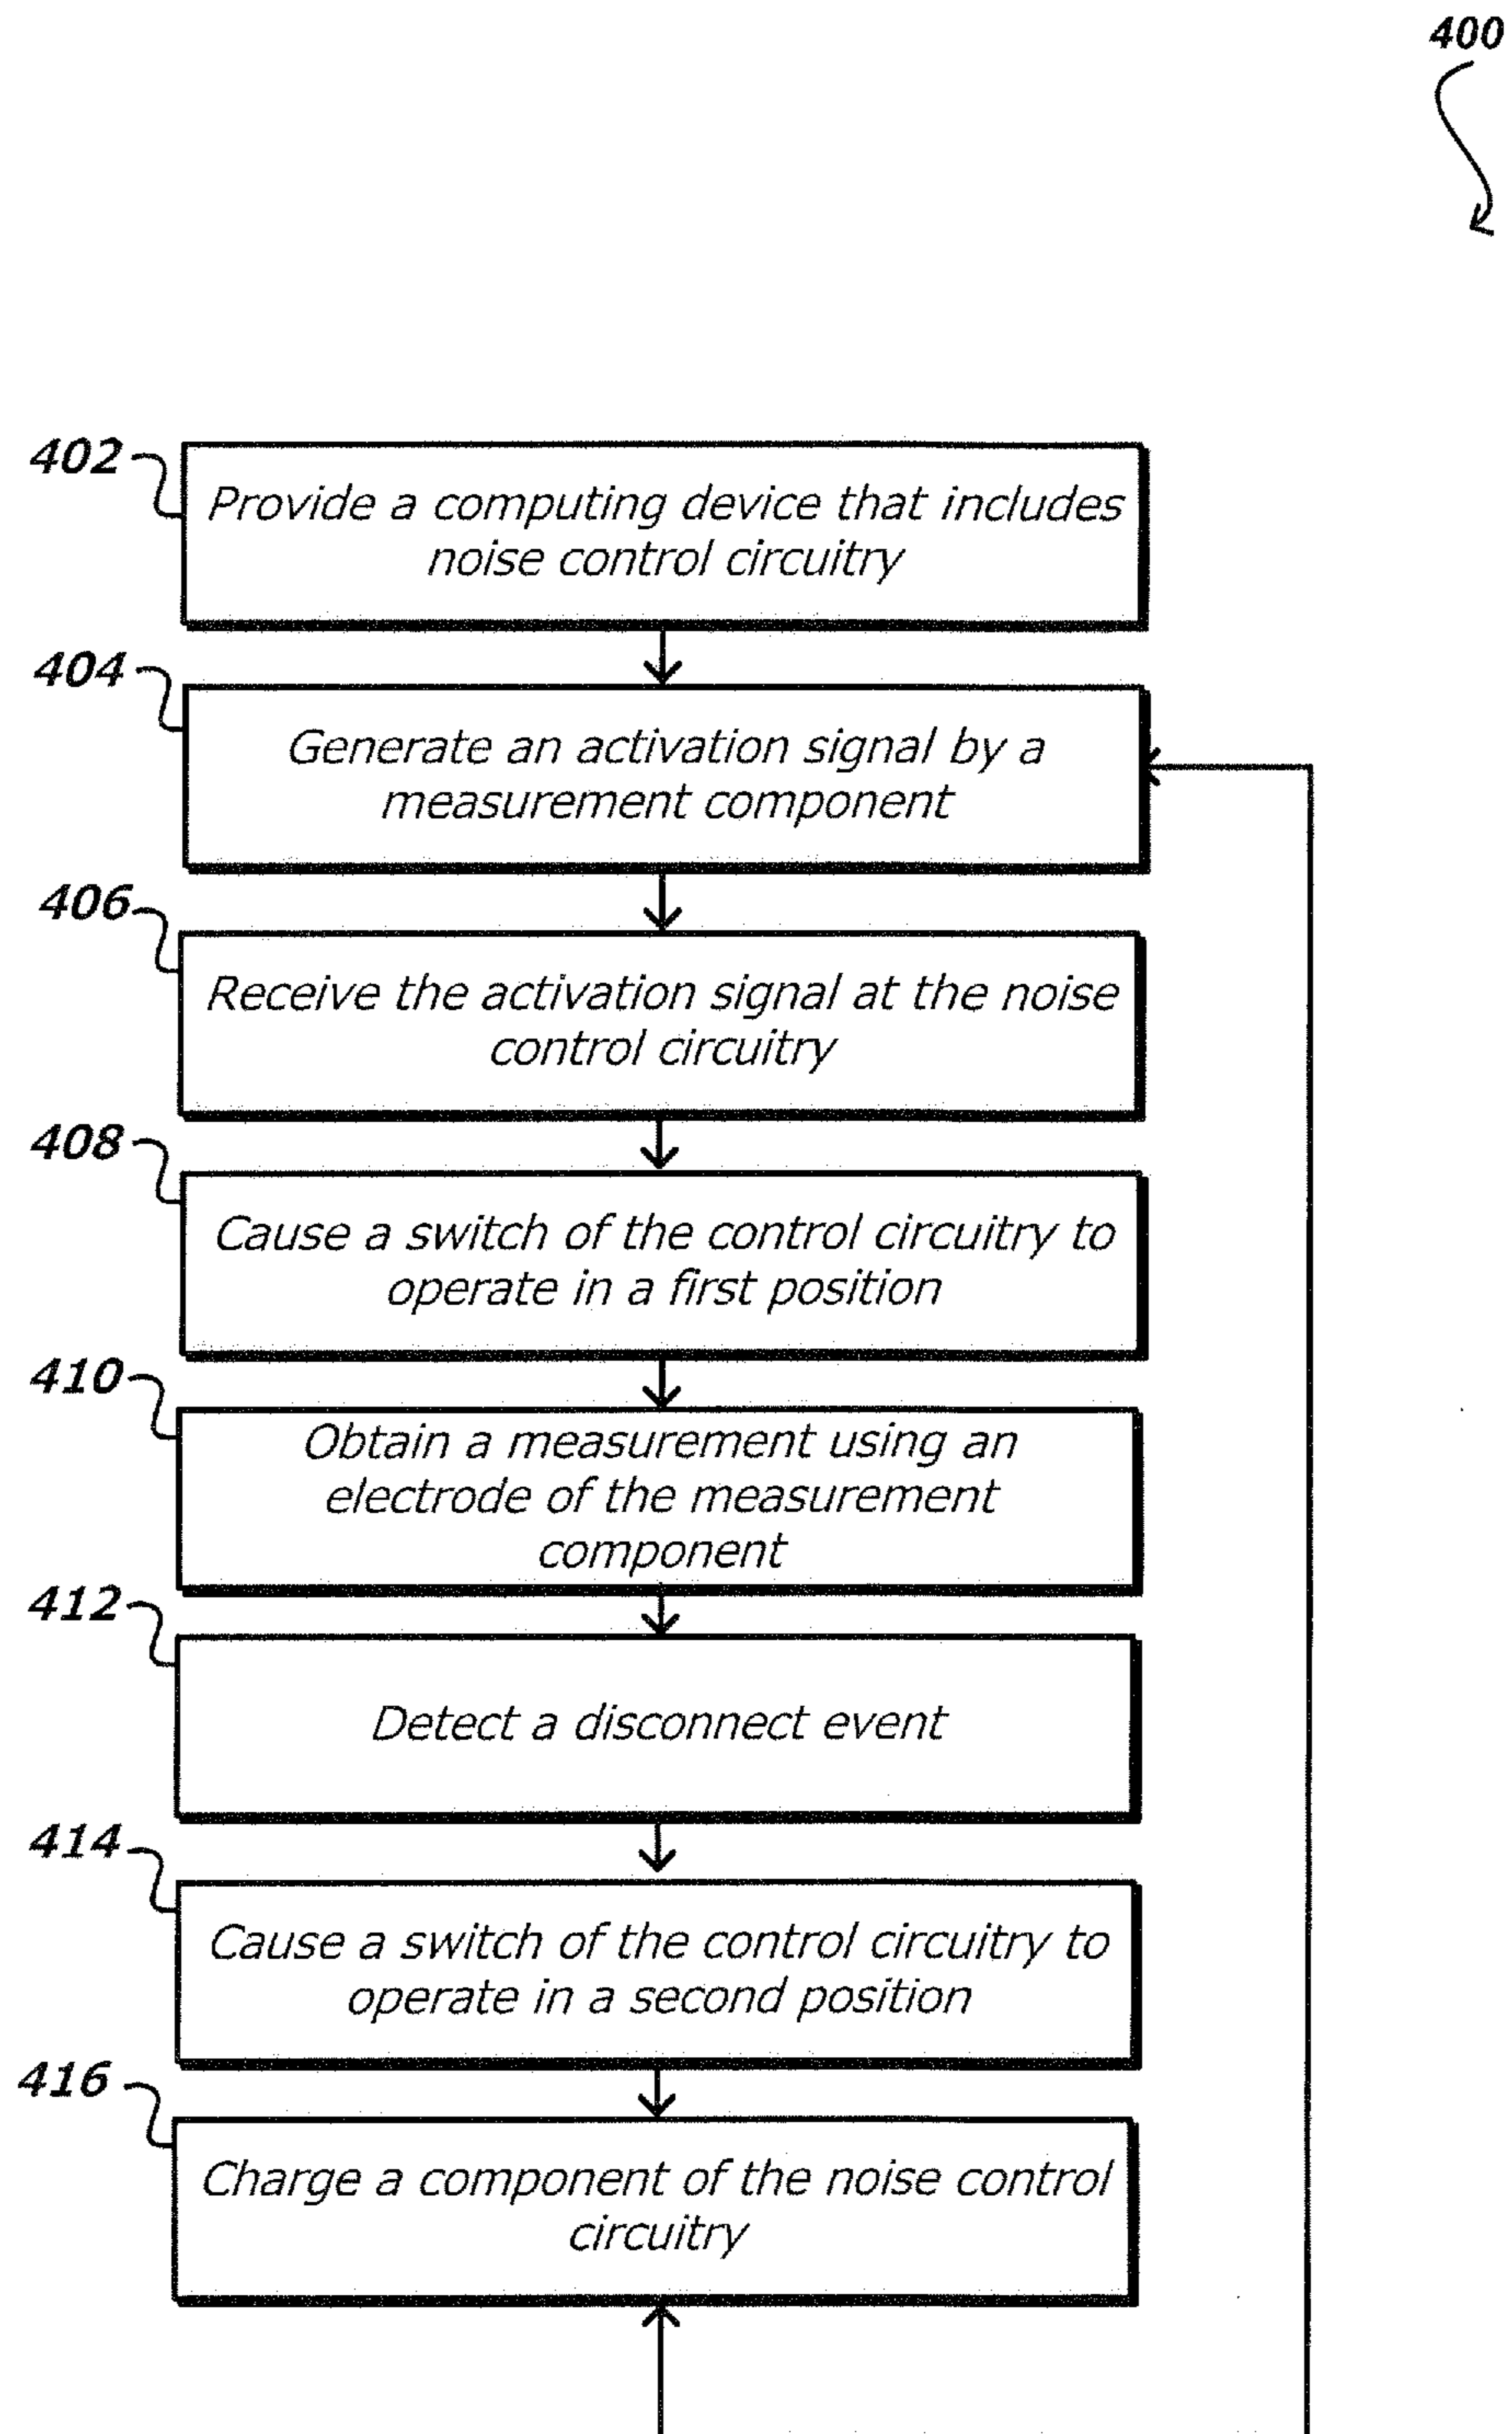 400
402
Provide a computing device that includes
noise control circuitry
404
Generate an activation signal by a
measurement component
406
Receive the activation signal at the noise
control circuitry
408
Cause a switch of the control circuitry to
operate in a first position
410
Obtain a measurement using an
electrode of the measurement
component
412
Detect a disconnect event
414
Cause a switch of the control circuitry to
operate in a second position
416
Charge a component of the noise control
circuitry